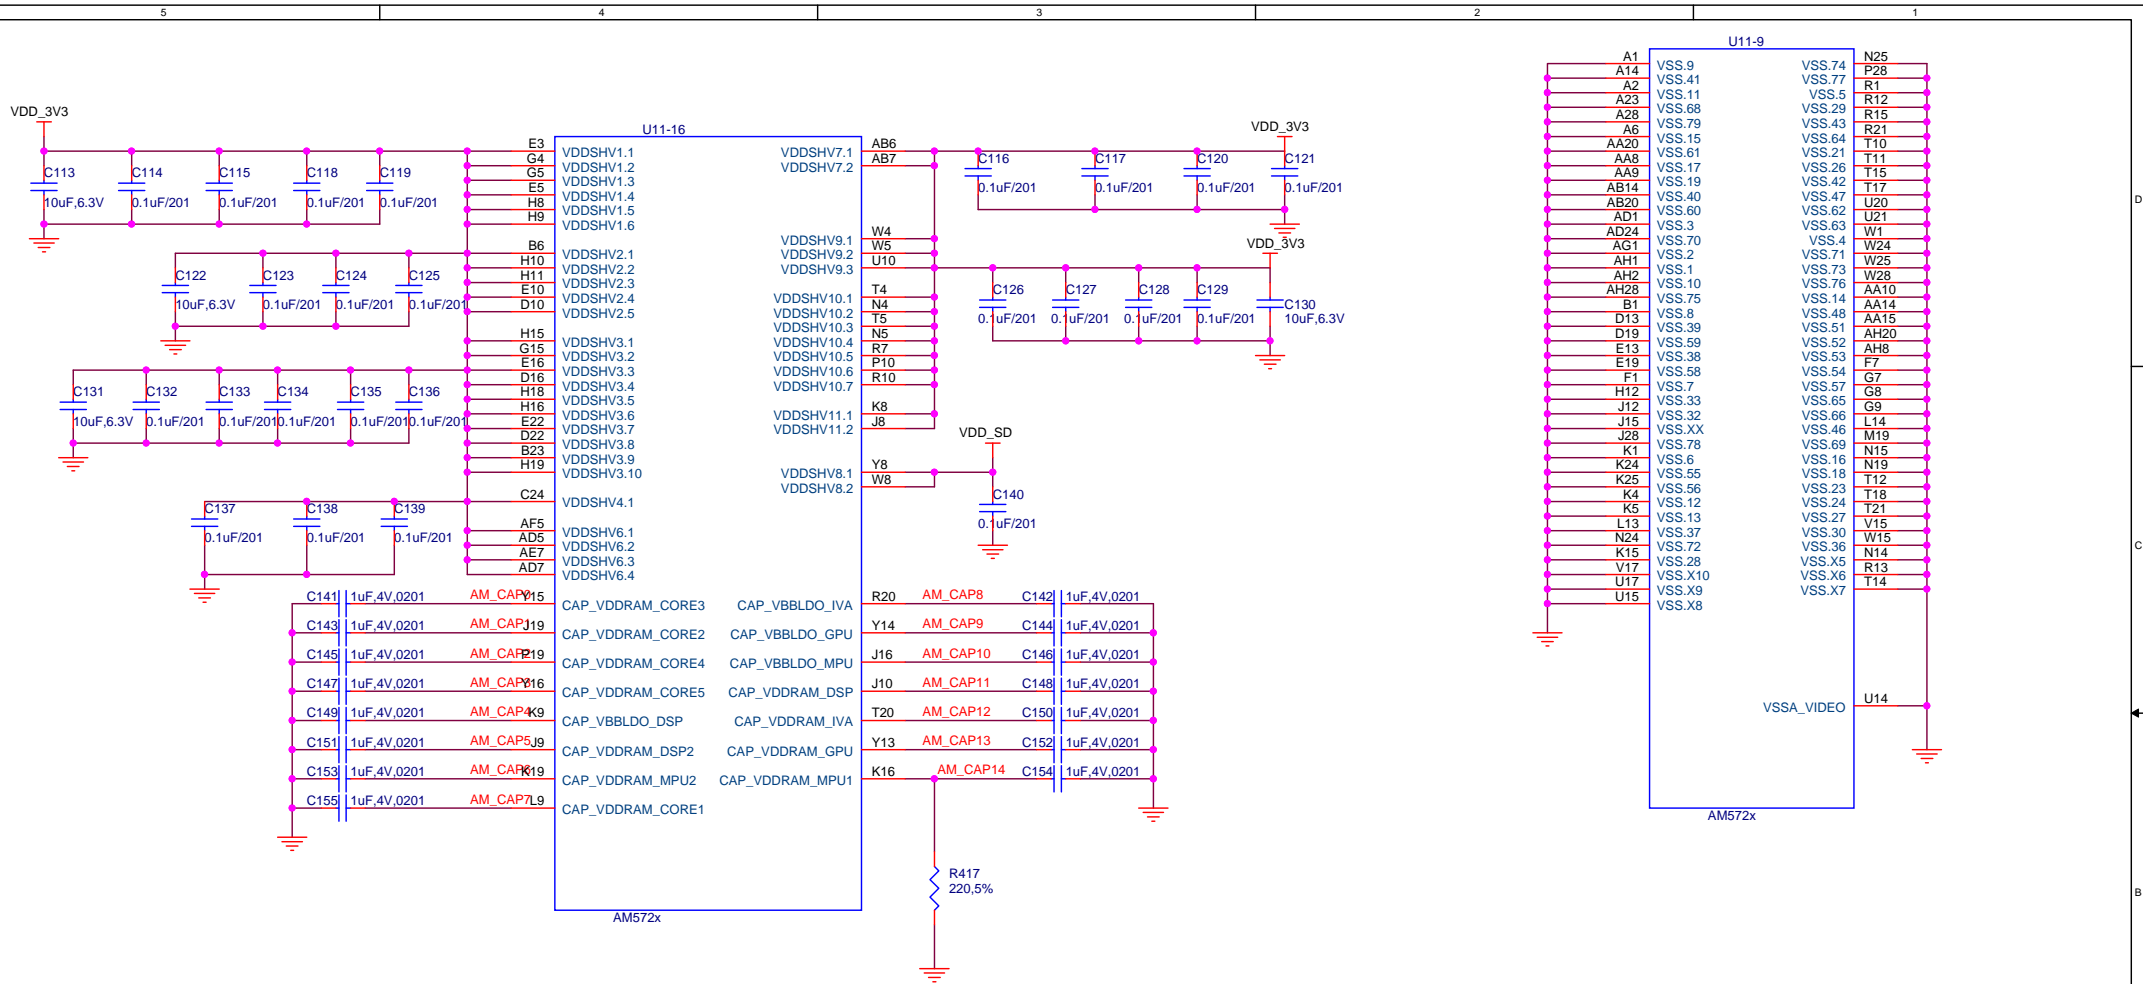 5 4 3 2 1
D
C
B
VDD_3V3
C113 C114 C115 C118 C119
10uF,6.3V 0.1uF/201 0.1uF/201 0.1uF/201 0.1uF/201
C122 C123 C124 C125
10uF,6.3V 0.1uF/201 0.1uF/201 0.1uF/201
C131 C132 C133 C134 C135 C136
10uF,6.3V 0.1uF/201 0.1uF/201 0.1uF/201 0.1uF/201 0.1uF/201
C137 C138 C139
0.1uF/201 0.1uF/201 0.1uF/201
U11-16
E3 VDDSHV1.1
G4 VDDSHV1.2
G5 VDDSHV1.3
E5 VDDSHV1.4
H8 VDDSHV1.5
H9 VDDSHV1.6
B6 VDDSHV2.1
H10 VDDSHV2.2
H11 VDDSHV2.3
E10 VDDSHV2.4
D10 VDDSHV2.5
H15 VDDSHV3.1
G15 VDDSHV3.2
E16 VDDSHV3.3
D16 VDDSHV3.4
H18 VDDSHV3.5
H16 VDDSHV3.6
E22 VDDSHV3.7
D22 VDDSHV3.8
B23 VDDSHV3.9
H19 VDDSHV3.10
C24 VDDSHV4.1
AF5 VDDSHV6.1
AD5 VDDSHV6.2
AE7 VDDSHV6.3
AD7 VDDSHV6.4
C141 1uF,4V,0201 AM_CAP0 Y15 CAP_VDDRAM_CORE3
C143 1uF,4V,0201 AM_CAP1 J19 CAP_VDDRAM_CORE2
C145 1uF,4V,0201 AM_CAP2 P19 CAP_VDDRAM_CORE4
C147 1uF,4V,0201 AM_CAP3 Y16 CAP_VDDRAM_CORE5
C149 1uF,4V,0201 AM_CAP4 K9 CAP_VBBLDO_DSP
C151 1uF,4V,0201 AM_CAP5 J9 CAP_VDDRAM_DSP2
C153 1uF,4V,0201 AM_CAP6 K19 CAP_VDDRAM_MPU2
C155 1uF,4V,0201 AM_CAP7 L9 CAP_VDDRAM_CORE1
VDDSHV7.1 AB6
VDDSHV7.2 AB7
VDDSHV9.1 W4
VDDSHV9.2 W5
VDDSHV9.3 U10
VDDSHV10.1 T4
VDDSHV10.2 N4
VDDSHV10.3 T5
VDDSHV10.4 N5
VDDSHV10.5 R7
VDDSHV10.6 P10
VDDSHV10.7 R10
VDDSHV11.1 K8
VDDSHV11.2 J8
VDDSHV8.1 Y8
VDDSHV8.2 W8
CAP_VBBLDO_IVA R20 AM_CAP8 C142 1uF,4V,0201
CAP_VBBLDO_GPU Y14 AM_CAP9 C144 1uF,4V,0201
CAP_VBBLDO_MPU J16 AM_CAP10 C146 1uF,4V,0201
CAP_VDDRAM_DSP J10 AM_CAP11 C148 1uF,4V,0201
CAP_VDDRAM_IVA T20 AM_CAP12 C150 1uF,4V,0201
CAP_VDDRAM_GPU Y13 AM_CAP13 C152 1uF,4V,0201
CAP_VDDRAM_MPU1 K16 AM_CAP14 C154 1uF,4V,0201
AM572x
VDD_3V3
C116 C117 C120 C121
0.1uF/201 0.1uF/201 0.1uF/201 0.1uF/201
VDD_3V3
C126 C127 C128 C129 C130
0.1uF/201 0.1uF/201 0.1uF/201 0.1uF/201 10uF,6.3V
VDD_SD
C140
0.1uF/201
R417
220,5%
U11-9
A1 VSS.9 VSS.74 N25
A14 VSS.41 VSS.77 P28
A2 VSS.11 VSS.5 R1
A23 VSS.68 VSS.29 R12
A28 VSS.79 VSS.43 R15
A6 VSS.15 VSS.64 R21
AA20 VSS.61 VSS.21 T10
AA8 VSS.17 VSS.26 T11
AA9 VSS.19 VSS.42 T15
AB14 VSS.40 VSS.47 T17
AB20 VSS.60 VSS.62 U20
AD1 VSS.3 VSS.63 U21
AD24 VSS.70 VSS.4 W1
AG1 VSS.2 VSS.71 W24
AH1 VSS.1 VSS.73 W25
AH2 VSS.10 VSS.76 W28
AH28 VSS.75 VSS.14 AA10
B1 VSS.8 VSS.48 AA14
D13 VSS.39 VSS.51 AA15
D19 VSS.59 VSS.52 AH20
E13 VSS.38 VSS.53 AH8
E19 VSS.58 VSS.54 F7
F1 VSS.7 VSS.57 G7
H12 VSS.33 VSS.65 G8
J12 VSS.32 VSS.66 G9
J15 VSS.XX VSS.46 L14
J28 VSS.78 VSS.69 M19
K1 VSS.6 VSS.16 N15
K24 VSS.55 VSS.18 N19
K25 VSS.56 VSS.23 T12
K4 VSS.12 VSS.24 T18
K5 VSS.13 VSS.27 T21
L13 VSS.37 VSS.30 V15
N24 VSS.72 VSS.36 W15
K15 VSS.28 VSS.X5 N14
V17 VSS.X10 VSS.X6 R13
U17 VSS.X9 VSS.X7 T14
U15 VSS.X8
VSSA_VIDEO U14
AM572x